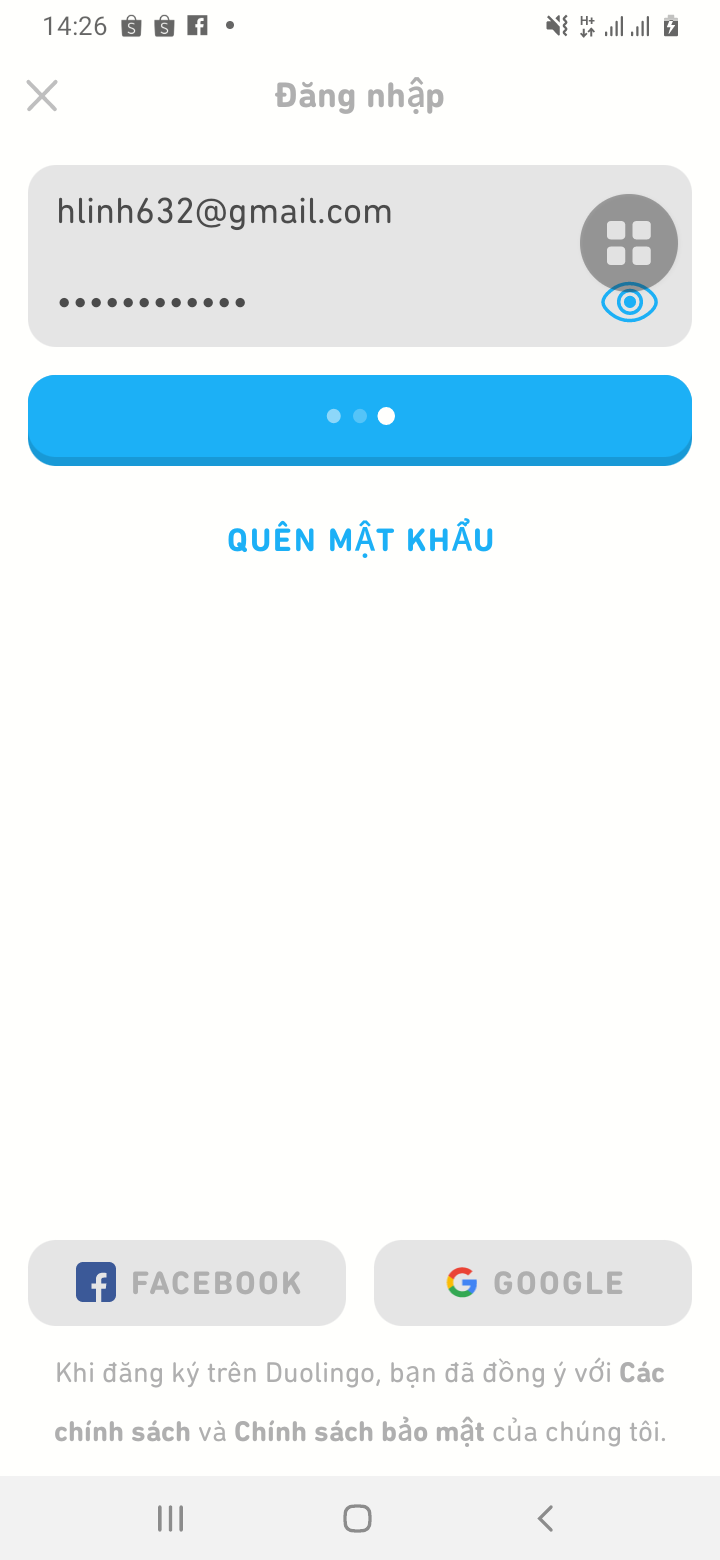 14:26
Đăng nhập
hlinh632@gmail.com
••••••••••••
QUÊN MẬT KHẨU
FACEBOOK
GOOGLE
Khi đăng ký trên Duolingo, bạn đã đồng ý với Các
chính sách và Chính sách bảo mật của chúng tôi.